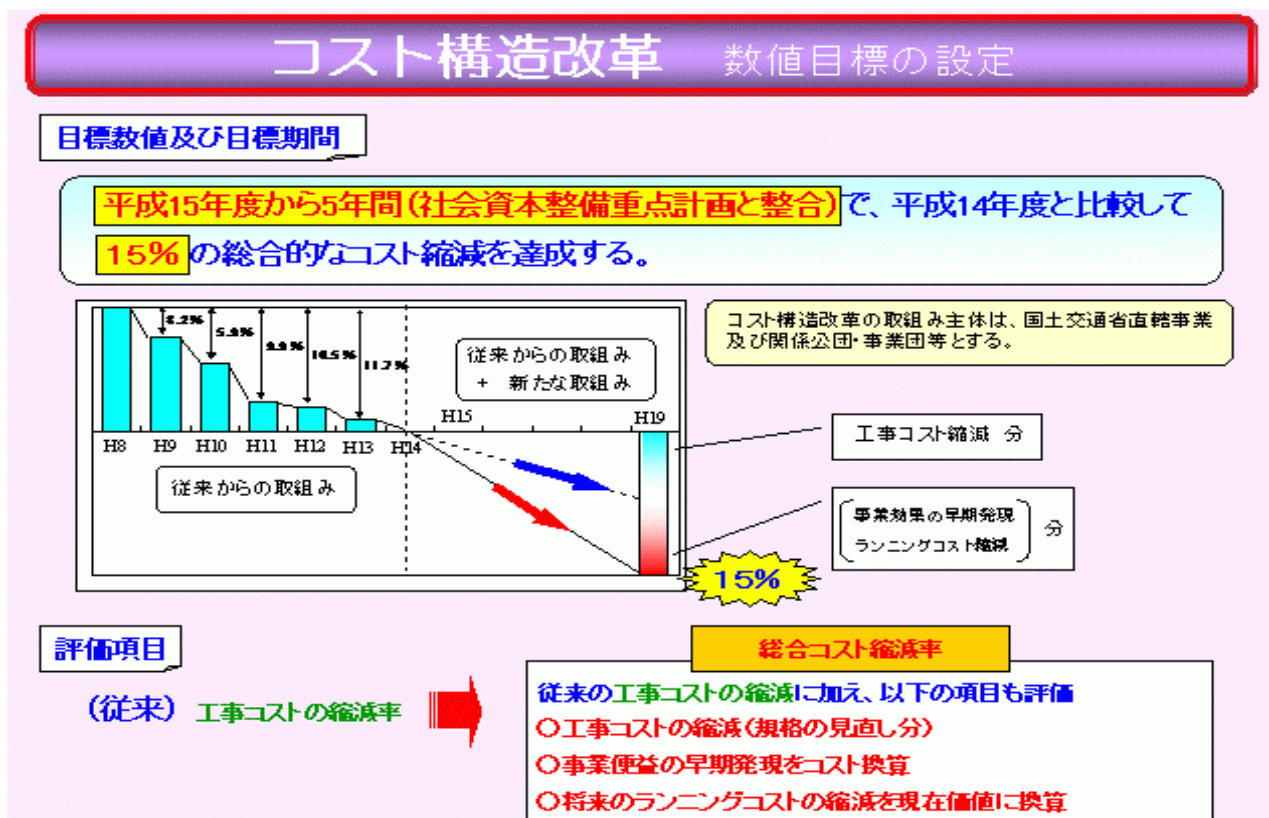 コスト構造改革 数値目標の設定
目標数値及び目標期間
平成15年度から5年間(社会資本整備重点計画と整合)で、平成14年度と比較して
15%の総合的なコスト縮減を達成する。
コスト構造改革の取組み主体は、国土交通省直轄事業
及び関係公団・事業団等とする。
5.9%
9.9%
10.5%
11.2%
従来からの取組み
+ 新たな取組み
H15
H19
H8 H9 H10 H11 H12 H13 H14
従来からの取組み
工事コスト縮減 分
事業効果の早期発現
ランニングコスト縮減
分
15%
評価項目
(従来) 工事コストの縮減率
総合コスト縮減率
従来の工事コストの縮減に加え、以下の項目も評価
○工事コストの縮減(規格の見直し分)
○事業便益の早期発現をコスト換算
○将来のランニングコストの縮減を現在価値に換算